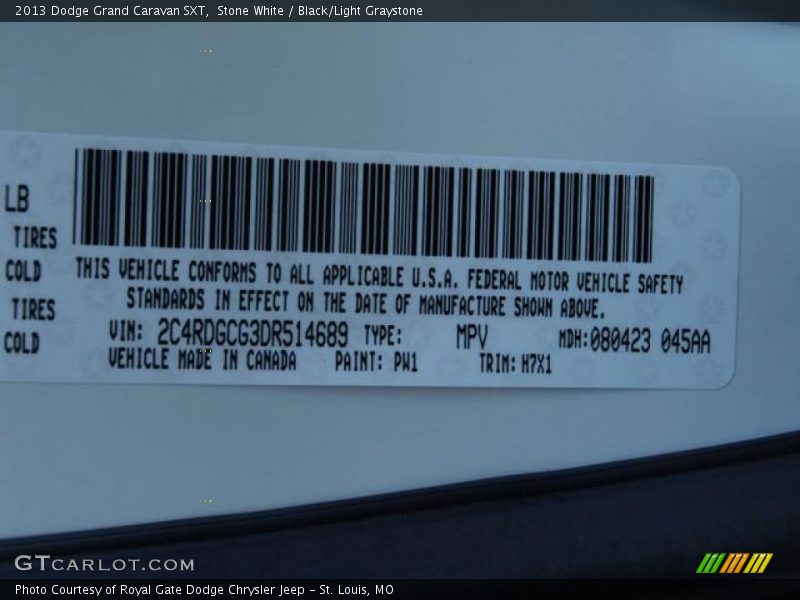 2013 Dodge Grand Caravan SXT, Stone White / Black/Light Graystone
LB
TIRES
COLD
TIRES
COLD
THIS VEHICLE CONFORMS TO ALL APPLICABLE U.S.A. FEDERAL MOTOR VEHICLE SAFETY
STANDARDS IN EFFECT ON THE DATE OF MANUFACTURE SHOWN ABOVE.
VIN: 2C4RDGCG3DR514689 TYPE: MPV MDH:080423 045AA
VEHICLE MADE IN CANADA PAINT: PW1 TRIM: H7X1
GTCARLOT.COM
Photo Courtesy of Royal Gate Dodge Chrysler Jeep – St. Louis, MO